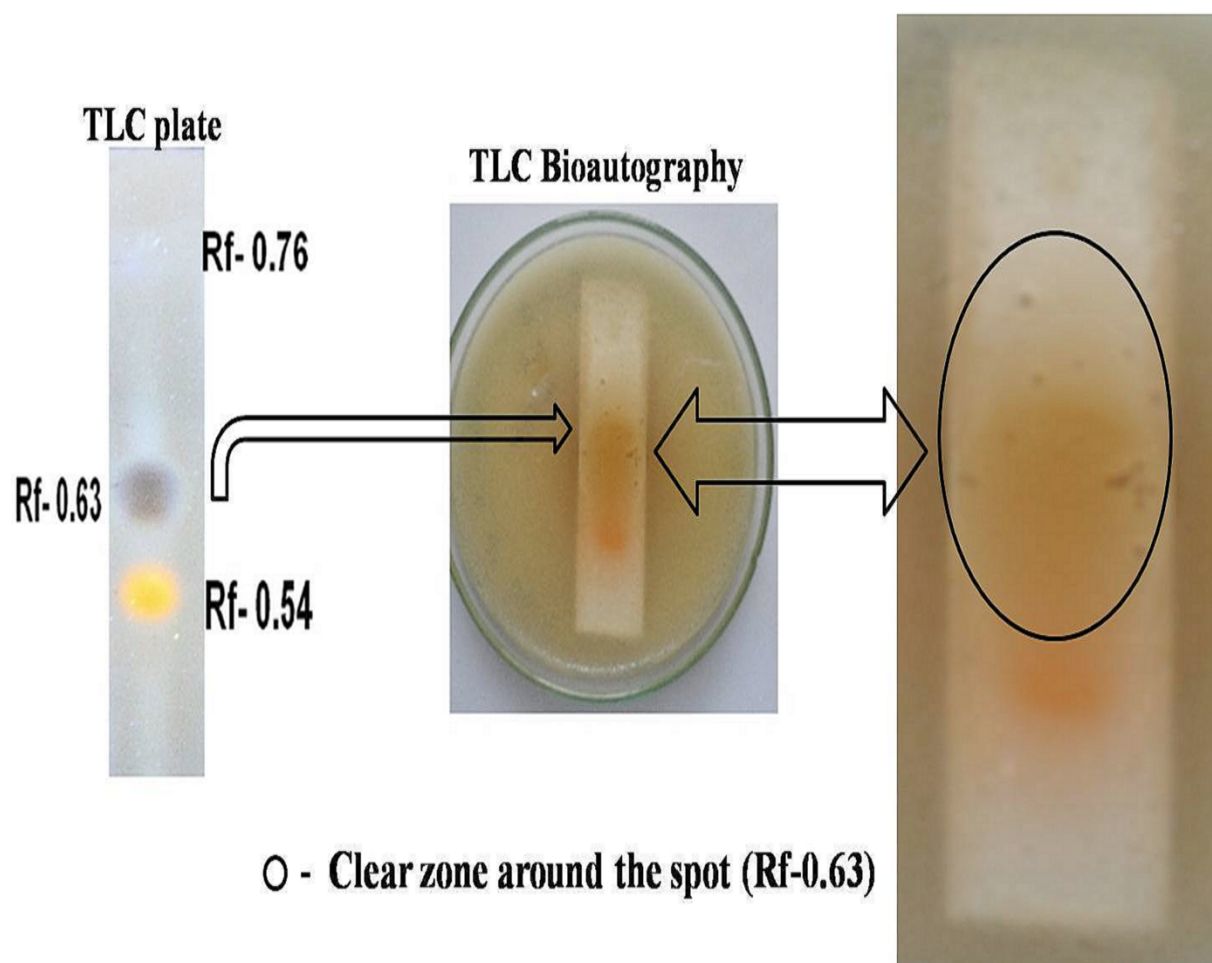 TLC plate
TLC Bioautography
Rf- 0.76
Rf- 0.63
Rf- 0.54
O - Clear zone around the spot (Rf-0.63)